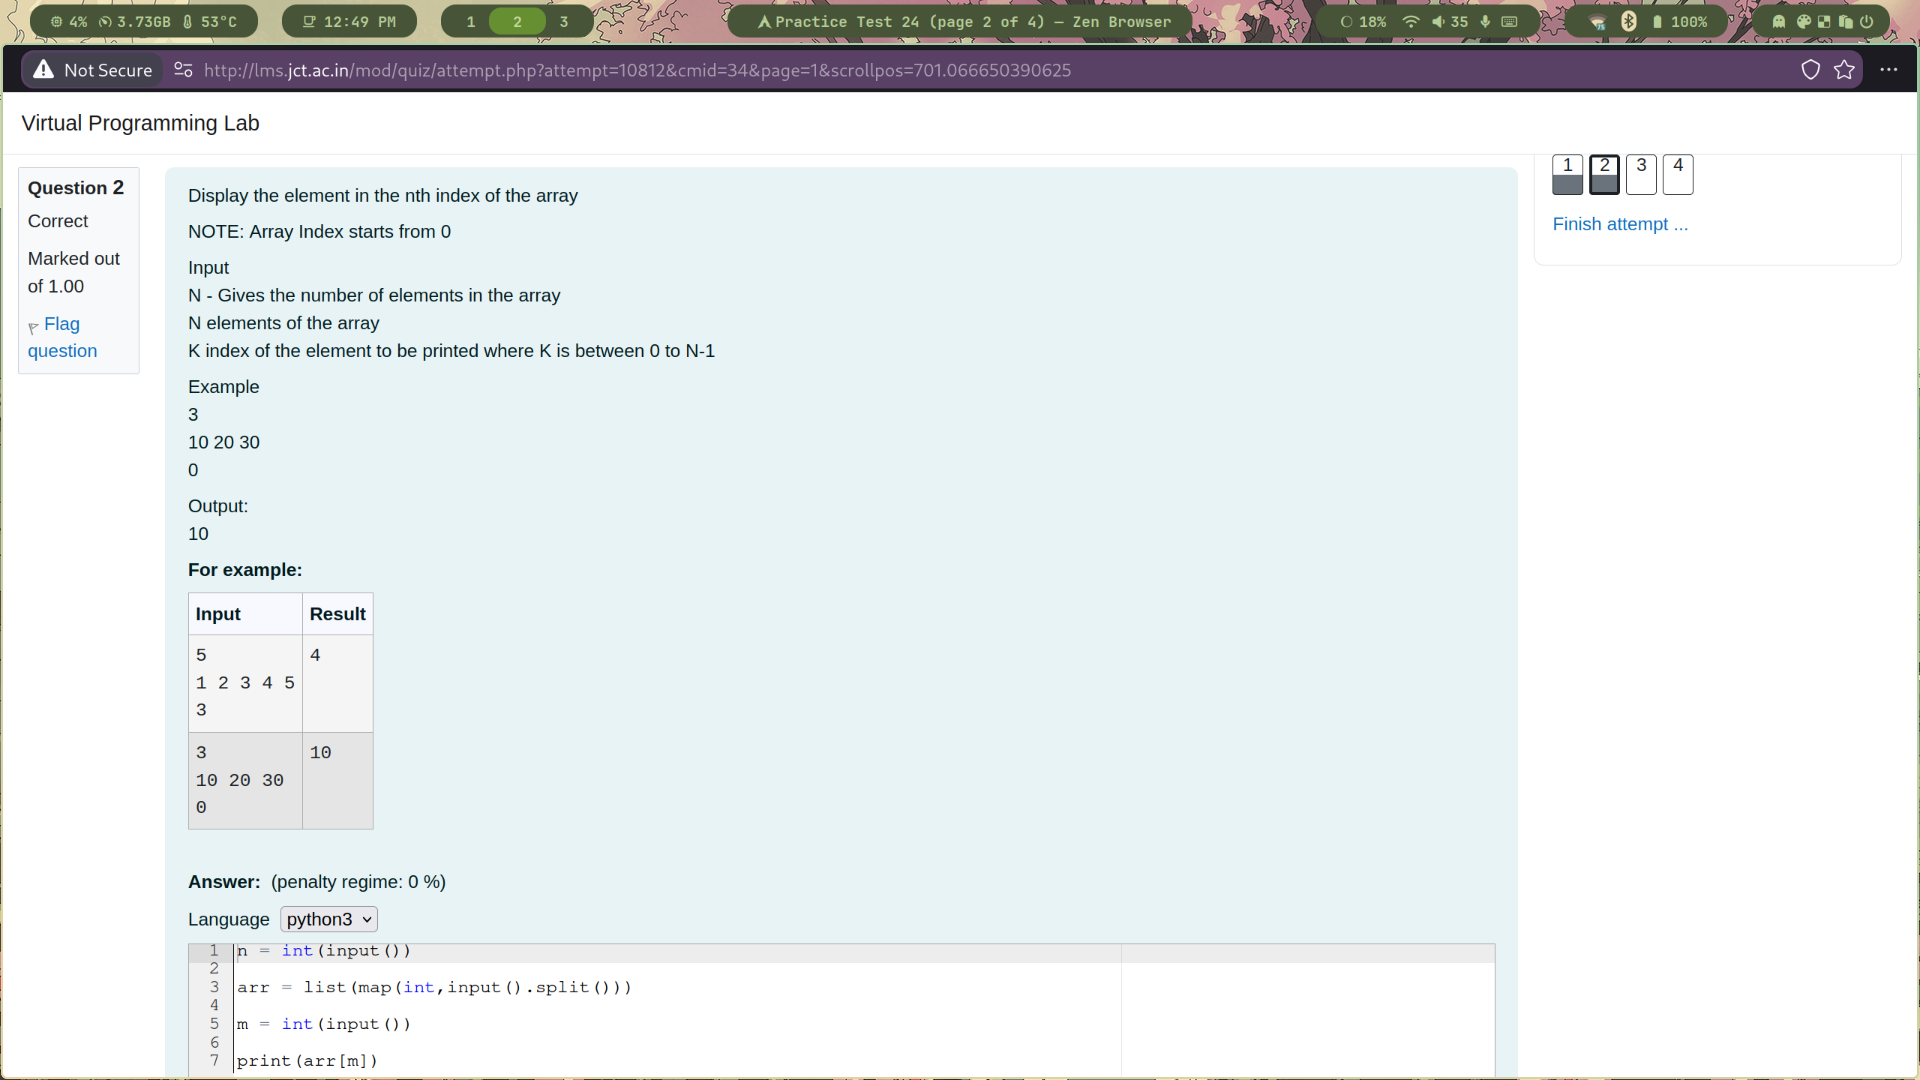 4% 3.73GB 53°C
12:49 PM
1 2 3
Practice Test 24 (page 2 of 4) — Zen Browser
18% 35
100%
Not Secure
http://lms.jct.ac.in/mod/quiz/attempt.php?attempt=10812&cmid=34&page=1&scrollpos=701.066650390625
Virtual Programming Lab
Question 2
Correct
Marked out
of 1.00
Flag
question
Display the element in the nth index of the array
NOTE: Array Index starts from 0
Input
N - Gives the number of elements in the array
N elements of the array
K index of the element to be printed where K is between 0 to N-1
Example
3
10 20 30
0
Output:
10
For example:
Input Result
5 4
1 2 3 4 5
3
3 10
10 20 30
0
Answer: (penalty regime: 0 %)
Language python3
1 n = int(input())
2
3 arr = list(map(int,input().split()))
4
5 m = int(input())
6
7 print(arr[m])
1 2 3 4
Finish attempt ...